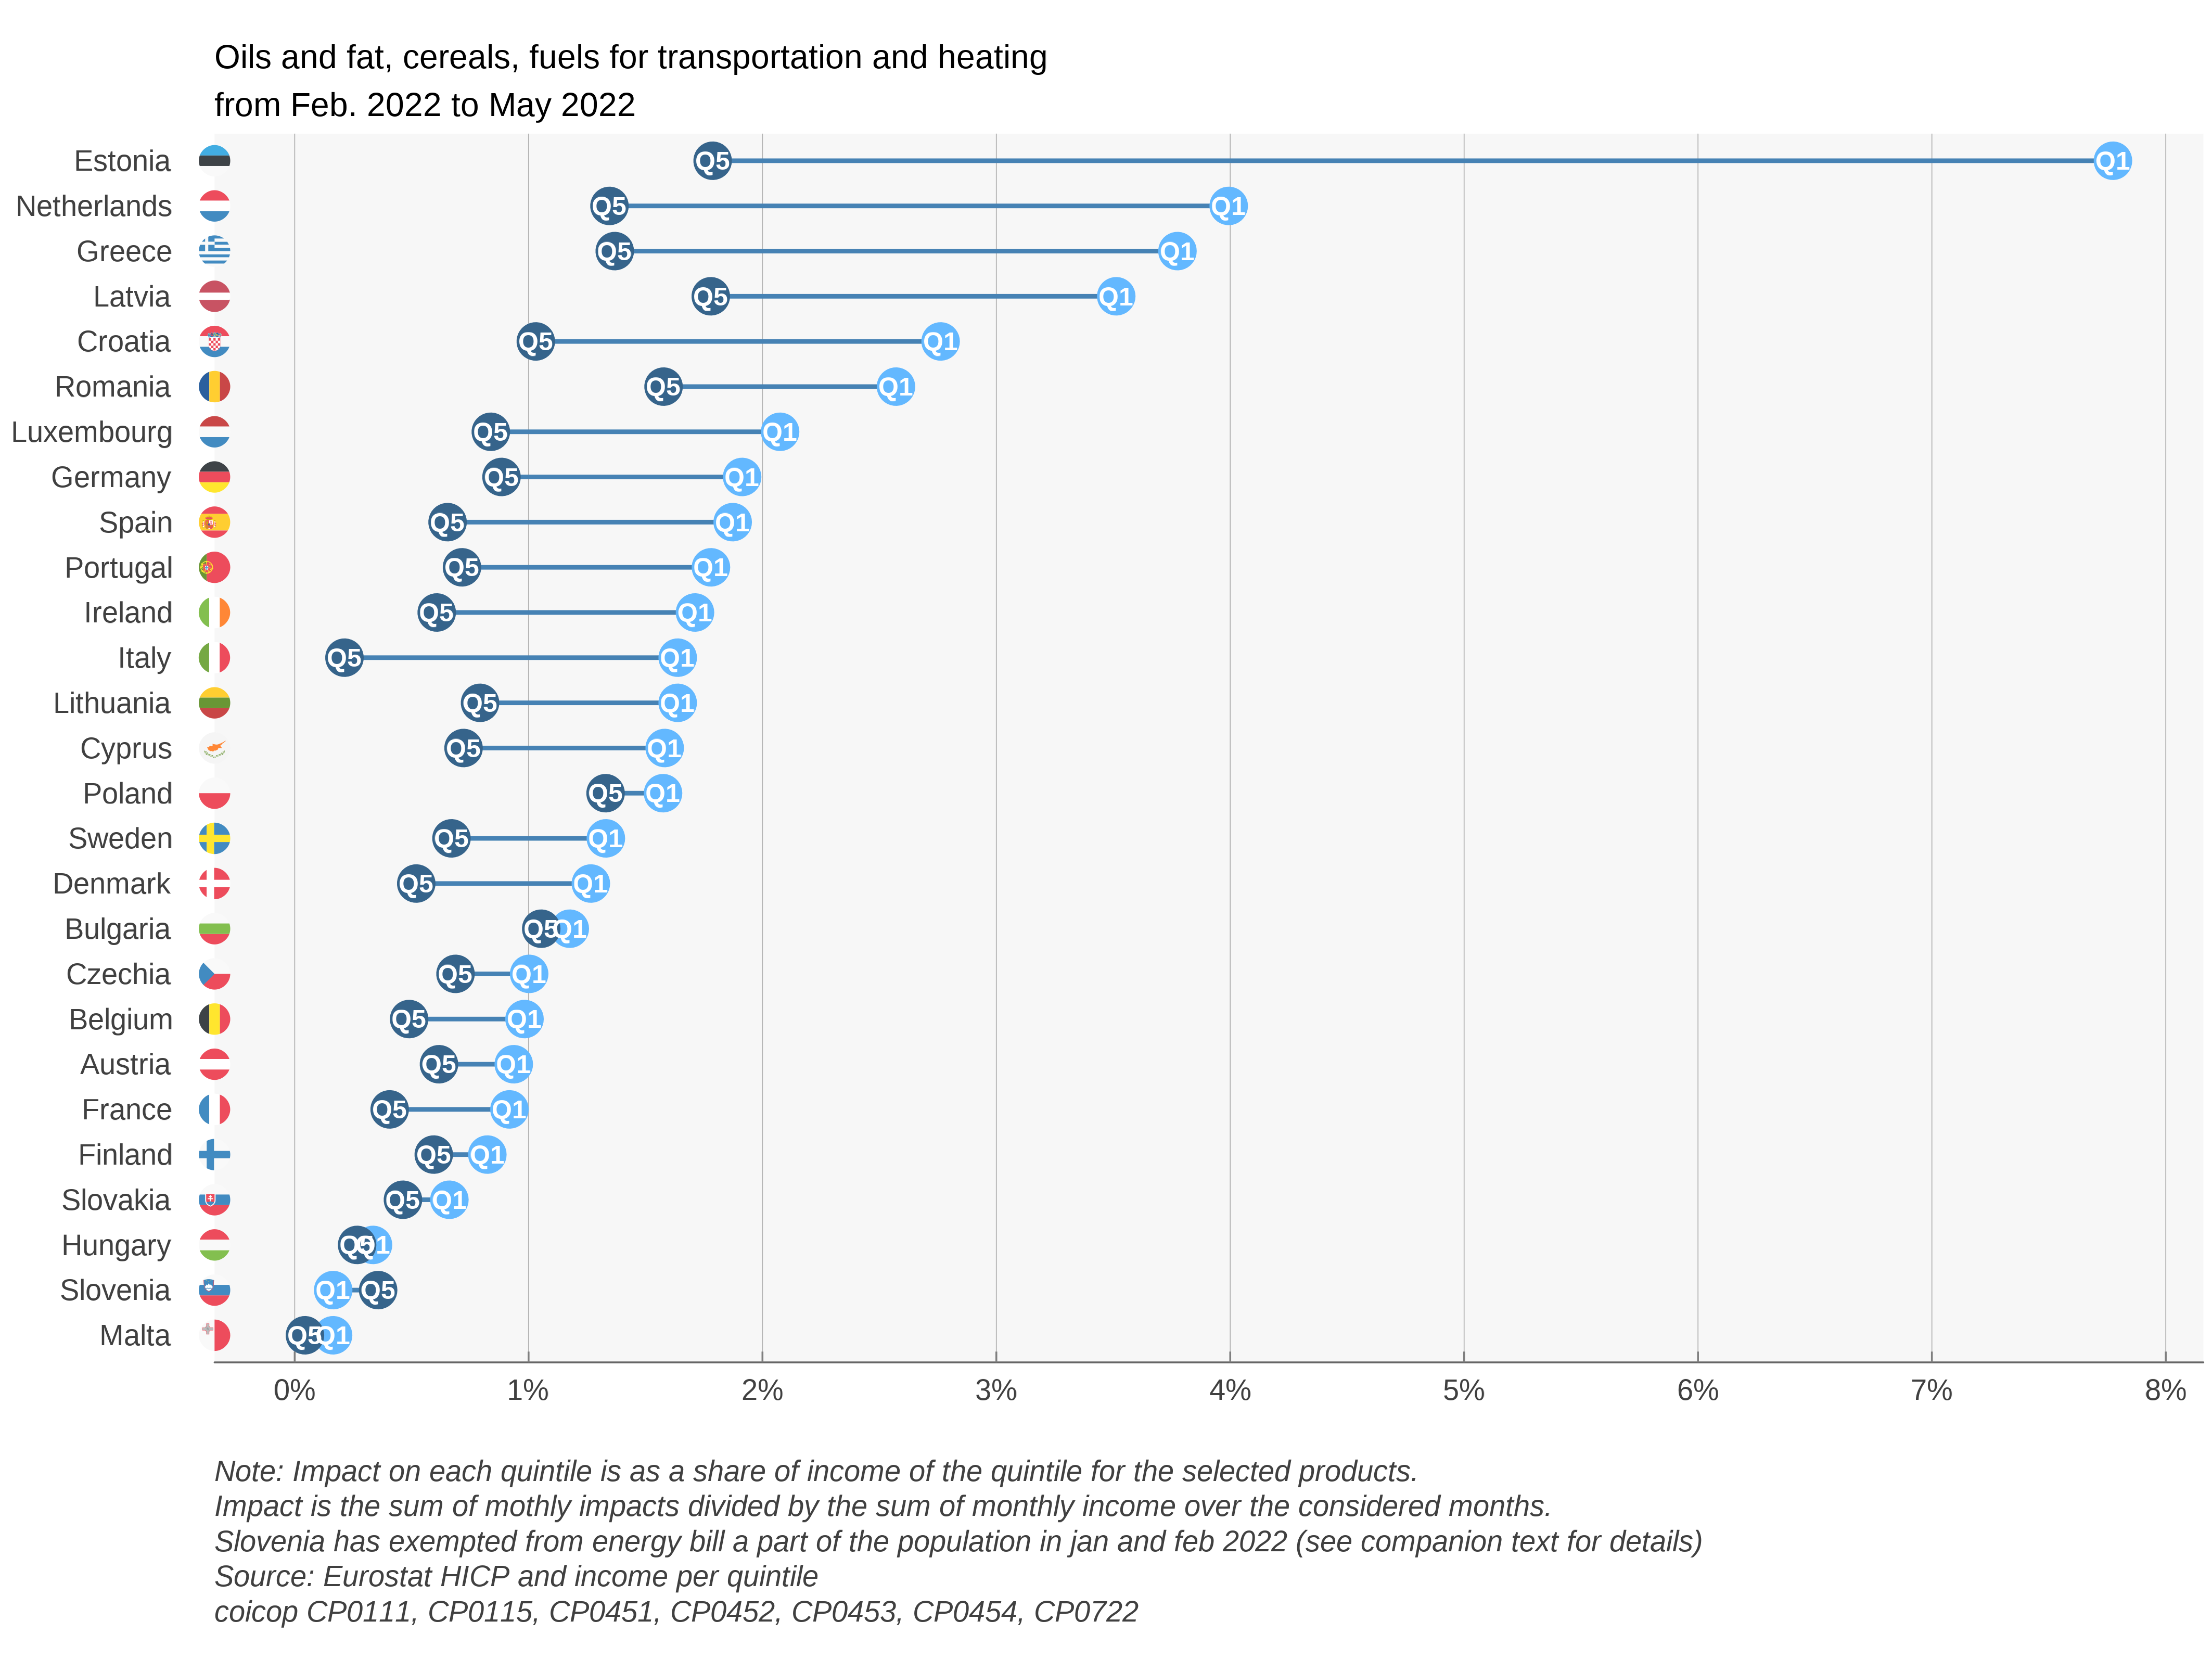 Oils and fat, cereals, fuels for transportation and heating
from Feb. 2022 to May 2022
Estonia Q5 Q1
Netherlands Q5 Q1
Greece Q5 Q1
Latvia Q5 Q1
Croatia Q5 Q1
Romania Q5 Q1
Luxembourg Q5 Q1
Germany Q5 Q1
Spain Q5 Q1
Portugal Q5 Q1
Ireland Q5 Q1
Italy Q5 Q1
Lithuania Q5 Q1
Cyprus Q5 Q1
Poland Q5 Q1
Sweden Q5 Q1
Denmark Q5 Q1
Bulgaria Q5 Q1
Czechia Q5 Q1
Belgium Q5 Q1
Austria Q5 Q1
France Q5 Q1
Finland Q5 Q1
Slovakia Q5 Q1
Hungary Q5 Q1
Slovenia Q1 Q5
Malta Q5 Q1
0% 1% 2% 3% 4% 5% 6% 7% 8%
Note: Impact on each quintile is as a share of income of the quintile for the selected products.
Impact is the sum of mothly impacts divided by the sum of monthly income over the considered months.
Slovenia has exempted from energy bill a part of the population in jan and feb 2022 (see companion text for details)
Source: Eurostat HICP and income per quintile
coicop CP0111, CP0115, CP0451, CP0452, CP0453, CP0454, CP0722